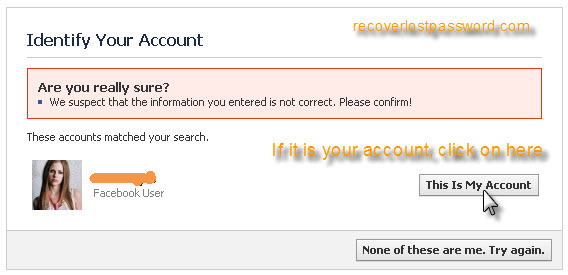 recoverlostpassword.com
Identify Your Account
Are you really sure?
We suspect that the information you entered is not correct. Please confirm!
These accounts matched your search.
If it is your account, click on here
Facebook User
This Is My Account
None of these are me. Try again.